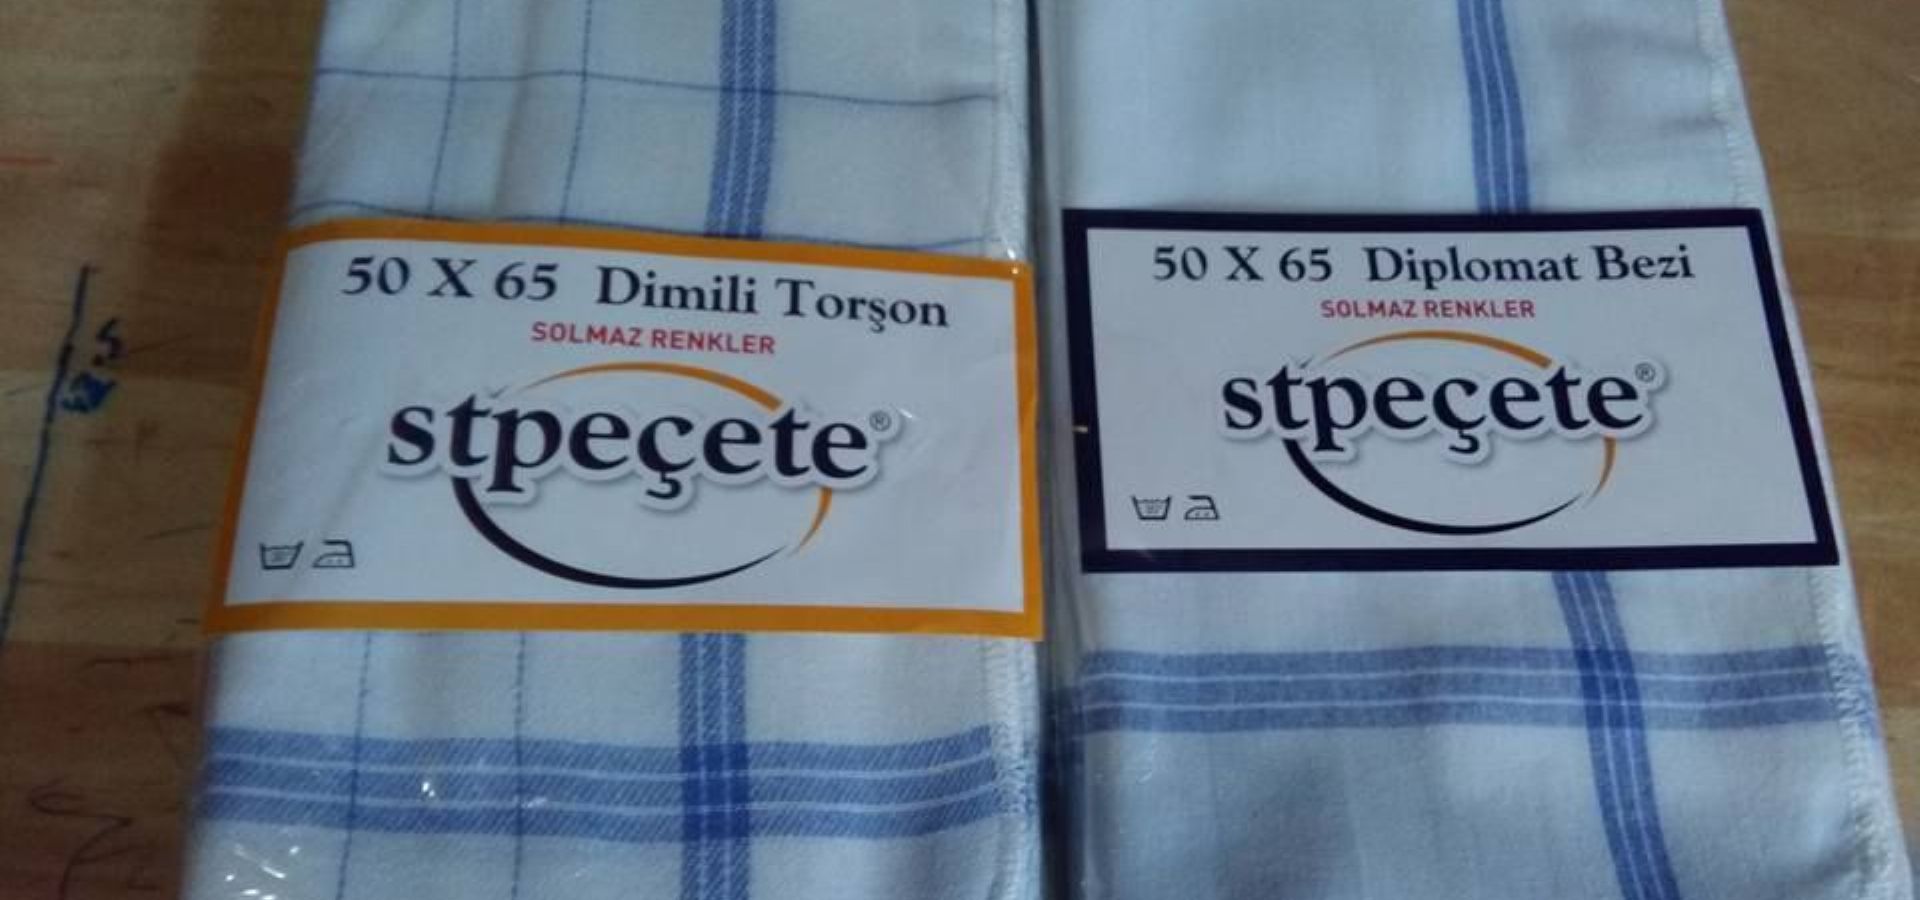 50 X 65 Dimili Torşon
SOLMAZ RENKLER
stpeçete®
50 X 65 Diplomat Bezi
SOLMAZ RENKLER
stpeçete®